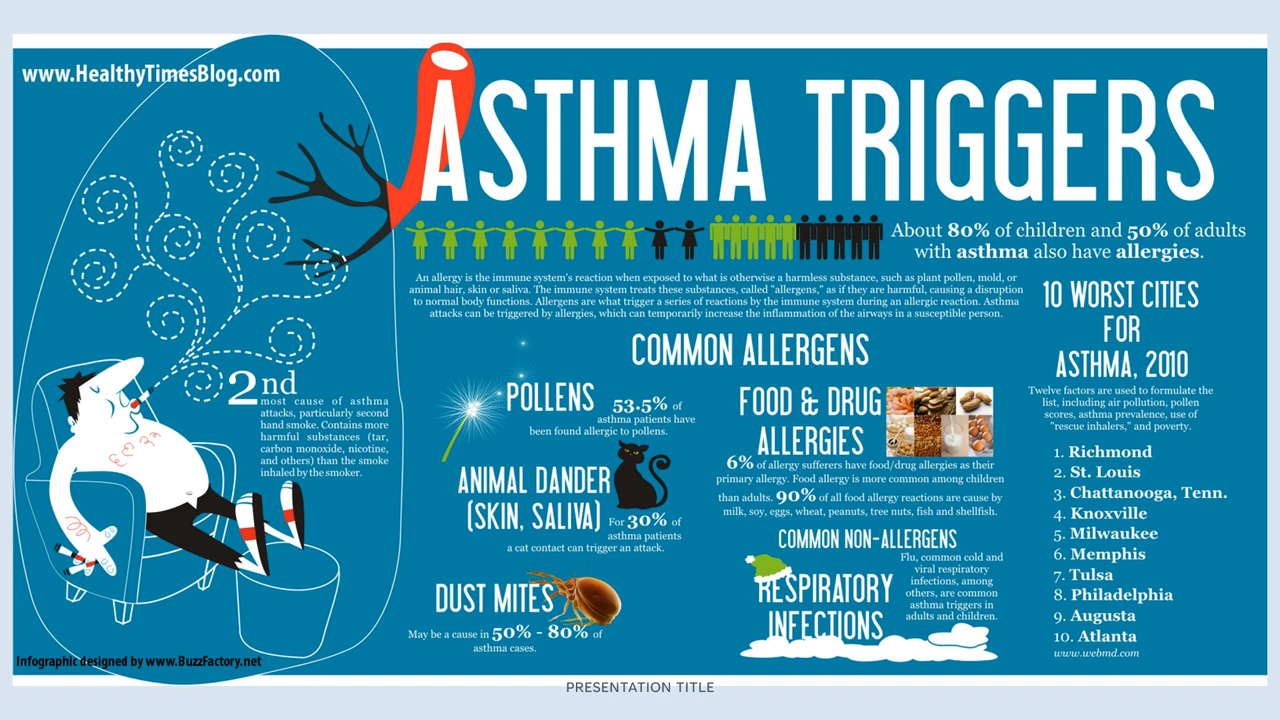 www.HealthyTimesBlog.com
ASTHMA TRIGGERS
About 80% of children and 50% of adults
with asthma also have allergies.
An allergy is the immune system's reaction when exposed to what is otherwise a harmless substance, such as plant pollen, mold, or
animal hair, skin or saliva. The immune system treats these substances, called "allergens," as if they are harmful, causing a disruption
to normal body functions. Allergens are what trigger a series of reactions by the immune system during an allergic reaction. Asthma
attacks can be triggered by allergies, which can temporarily increase the inflammation of the airways in a susceptible person.
2nd
most cause of asthma
attacks, particularly second
hand smoke. Contains more
harmful substances (tar,
carbon monoxide, nicotine,
and others) than the smoke
inhaled by the smoker.
COMMON ALLERGENS
POLLENS
53.5% of
asthma patients have
been found allergic to pollens.
ANIMAL DANDER
(SKIN, SALIVA)
For 30% of
asthma patients
a cat contact can trigger an attack.
DUST MITES
May be a cause in 50% - 80% of
asthma cases.
FOOD & DRUG
ALLERGIES
6% of allergy sufferers have food/drug allergies as their
primary allergy. Food allergy is more common among children
than adults. 90% of all food allergy reactions are cause by
milk, soy, eggs, wheat, peanuts, tree nuts, fish and shellfish.
COMMON NON-ALLERGENS
RESPIRATORY
INFECTIONS
Flu, common cold and
viral respiratory
infections, among
others, are common
asthma triggers in
adults and children.
10 WORST CITIES
FOR
ASTHMA, 2010
Twelve factors are used to formulate the
list, including air pollution, pollen
scores, asthma prevalence, use of
"rescue inhalers," and poverty.
1. Richmond
2. St. Louis
3. Chattanooga, Tenn.
4. Knoxville
5. Milwaukee
6. Memphis
7. Tulsa
8. Philadelphia
9. Augusta
10. Atlanta
www.webmd.com
Infographic designed by www.BuzzFactory.net
PRESENTATION TITLE